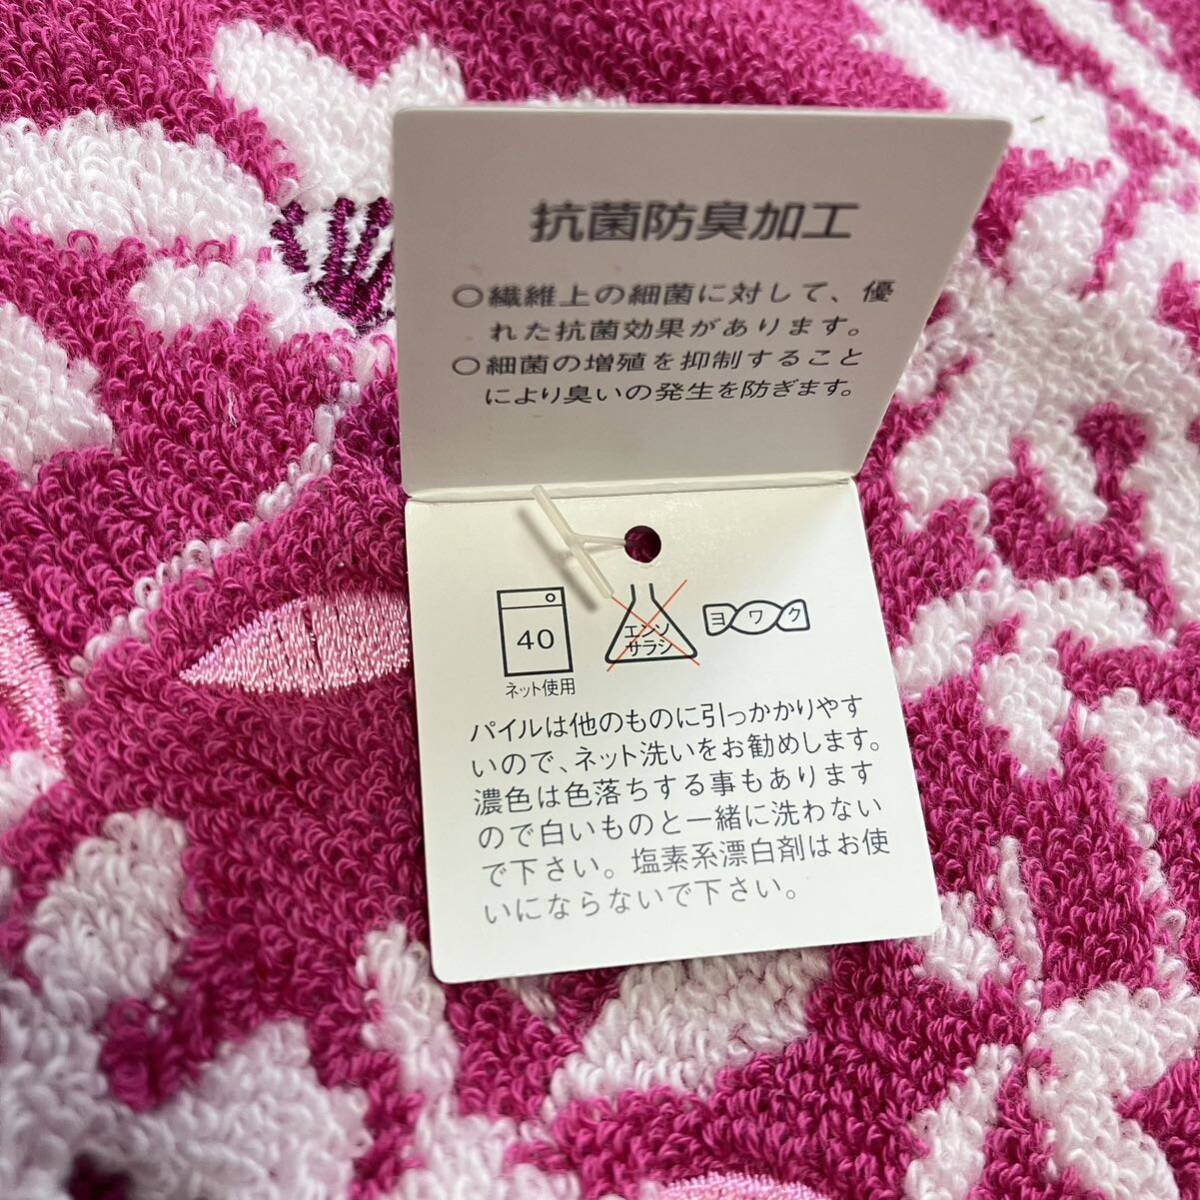 抗菌防臭加工
○繊維上の細菌に対して、優
れた抗菌効果があります。
○細菌の増殖を抑制すること
により臭いの発生を防ぎます。
40
ネット使用
エンソ
サラシ
ヨワク
パイルは他のものに引っかかりやす
いので、ネット洗いをお勧めします。
濃色は色落ちする事もあります
ので白いものと一緒に洗わない
で下さい。塩素系漂白剤はお使
いにならないで下さい。